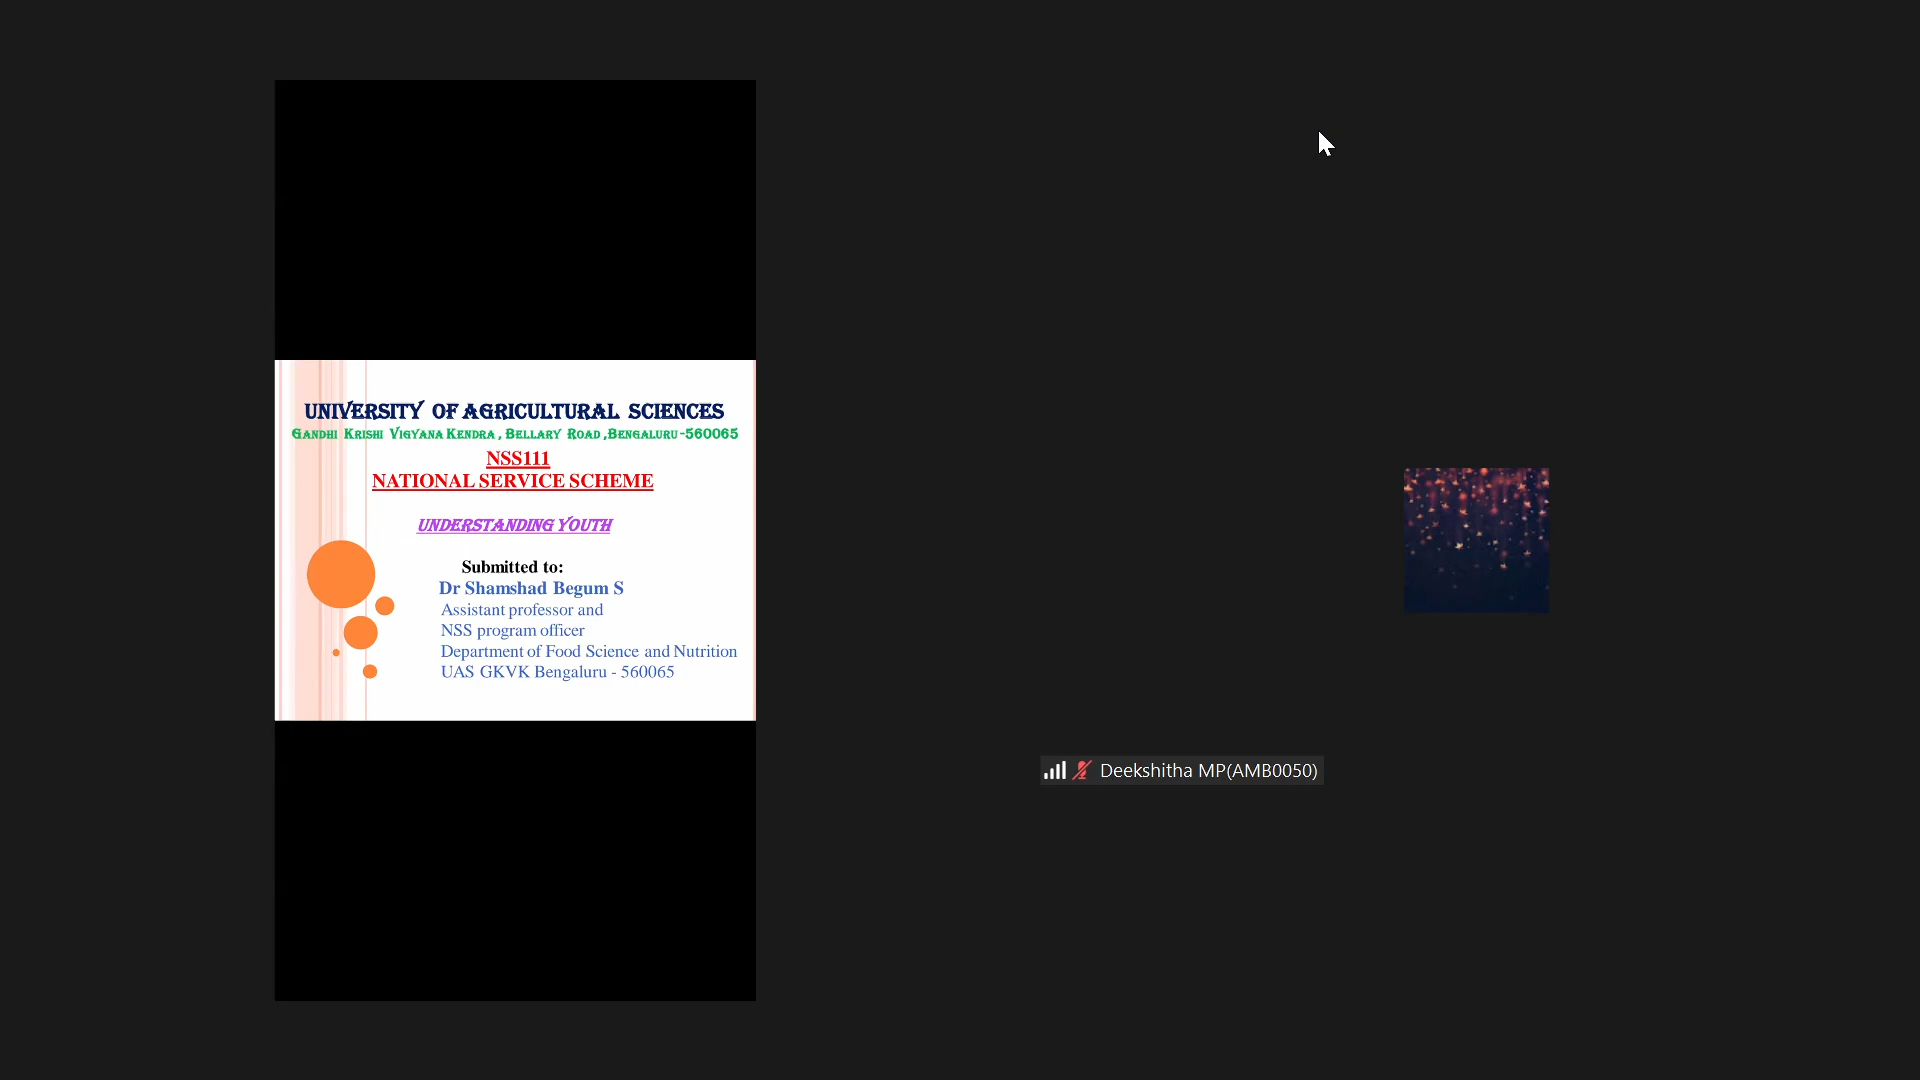 UNIVERSITY OF AGRICULTURAL SCIENCES
GANDHI KRISHI VIGYANA KENDRA , BELLARY ROAD ,BENGALURU-560065
NSS111
NATIONAL SERVICE SCHEME
UNDERSTANDING YOUTH
Submitted to:
Dr Shamshad Begum S
Assistant professor and
NSS program officer
Department of Food Science and Nutrition
UAS GKVK Bengaluru - 560065
Deekshitha MP(AMB0050)